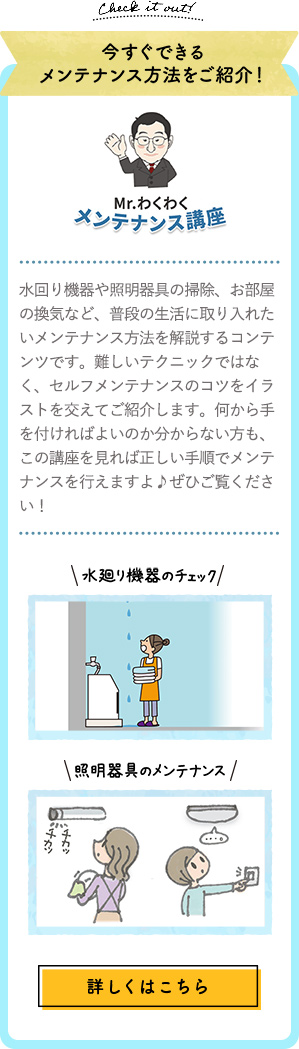 Check it out!
今すぐできる
メンテナンス方法をご紹介！
Mr.わくわく
メンテナンス講座
水回り機器や照明器具の掃除、お部屋
の換気など、普段の生活に取り入れた
いメンテナンス方法を解説するコンテ
ンツです。難しいテクニックではな
く、セルフメンテナンスのコツをイラ
ストを交えてご紹介します。何から手
を付ければよいのか分からない方も、
この講座を見れば正しい手順でメンテ
ナンスを行えますよ♪ぜひご覧くださ
い！
\ 水廻り機器のチェック /
\ 照明器具のメンテナンス /
チカッ
チカッ
詳しくはこちら